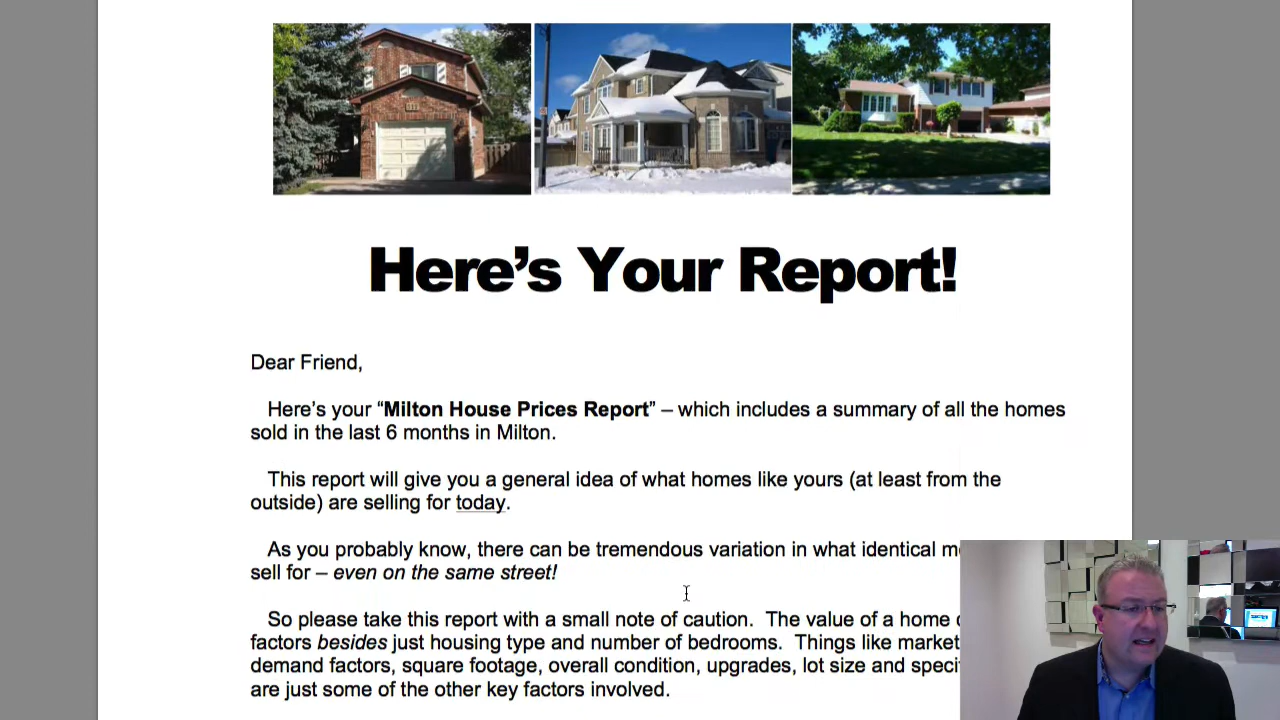 Here’s Your Report!
Dear Friend,
Here’s your “Milton House Prices Report” – which includes a summary of all the homes
sold in the last 6 months in Milton.
This report will give you a general idea of what homes like yours (at least from the
outside) are selling for today.
As you probably know, there can be tremendous variation in what identical
sell for – even on the same street!
So please take this report with a small note of caution.  The value of a home
factors besides just housing type and number of bedrooms.  Things like market
demand factors, square footage, overall condition, upgrades, lot size and
are just some of the other key factors involved.